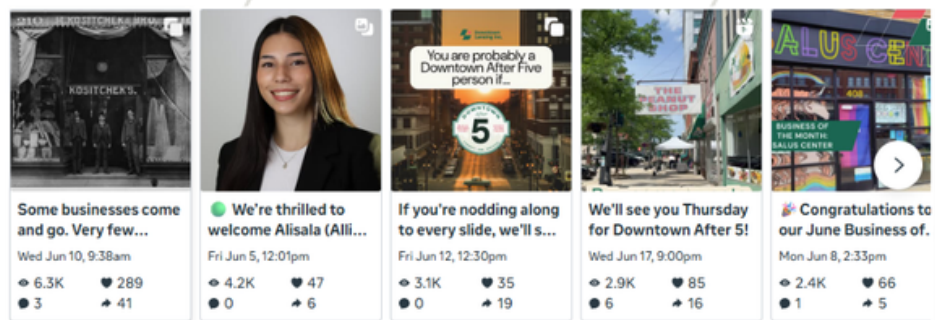 KOSITCHEK'S.
Some businesses come
and go. Very few...
Wed Jun 10, 9:38am
6.3K 289
3 41
We're thrilled to
welcome Alisala (Alli...
Fri Jun 5, 12:01pm
4.2K 47
0 6
You are probably a
Downtown After Five
person if...
DOWNTOWN
5
If you're nodding along
to every slide, we'll s...
Fri Jun 12, 12:30pm
3.1K 35
0 19
THE
PEANUT
SHOP
We'll see you Thursday
for Downtown After 5!
Wed Jun 17, 9:00pm
2.9K 85
6 16
ALUS CEN
408
BUSINESS OF
THE MONTH:
SALUS CENTER
Congratulations to
our June Business of.
Mon Jun 8, 2:33pm
2.4K 66
1 5